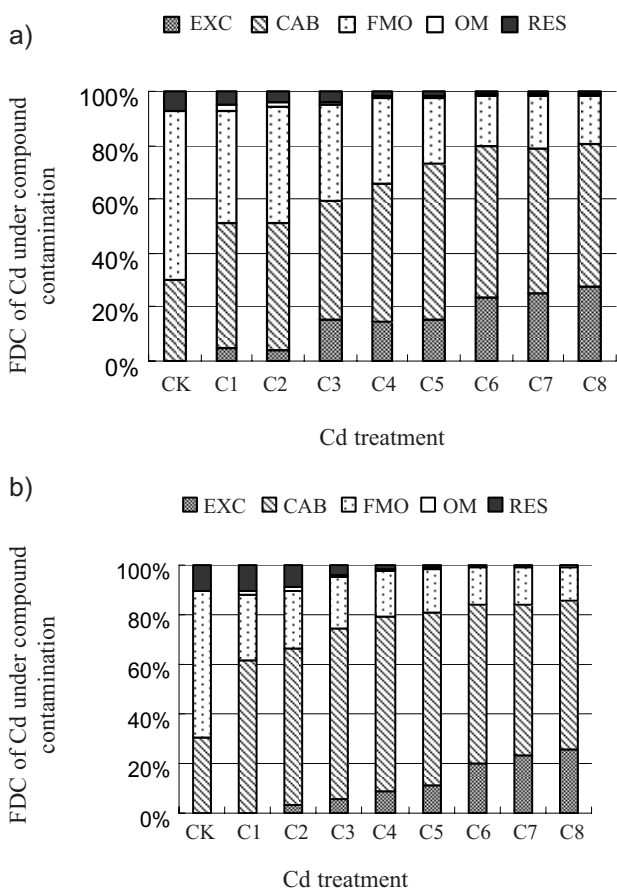 a)
EXC CAB FMO OM RES
100%
80%
60%
40%
20%
0%
FDC of Cd under compound
contamination
CK C1 C2 C3 C4 C5 C6 C7 C8
Cd treatment
b)
EXC CAB FMO OM RES
100%
80%
60%
40%
20%
0%
FDC of Cd under compound
contamination
CK C1 C2 C3 C4 C5 C6 C7 C8
Cd treatment